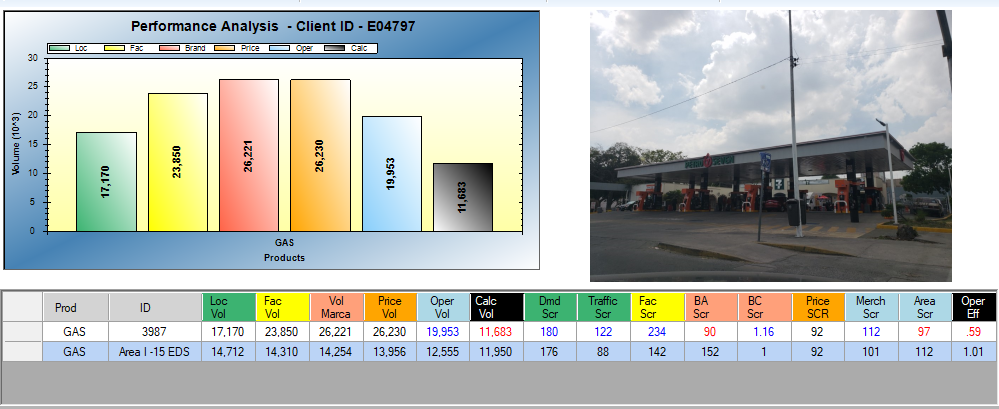 Performance Analysis - Client ID - E04797
Loc Fac Brand Price Oper Calc
Volume (10^3)
30
25
20
15
10
5
0
17,170 23,850 26,221 26,230 19,953 11,683
GAS
Products
Prod ID Loc Vol Fac Vol Vol Marca Price Vol Oper Vol Calc Vol Dmd Scr Traffic Scr Fac Scr BA Scr BC Scr Price SCR Merch Scr Area Scr Oper Eff
GAS 3987 17,170 23,850 26,221 26,230 19,953 11,683 180 122 234 90 1.16 92 112 97 .59
GAS Area I -15 EDS 14,712 14,310 14,254 13,956 12,555 11,950 176 88 142 152 1 92 101 112 1.01